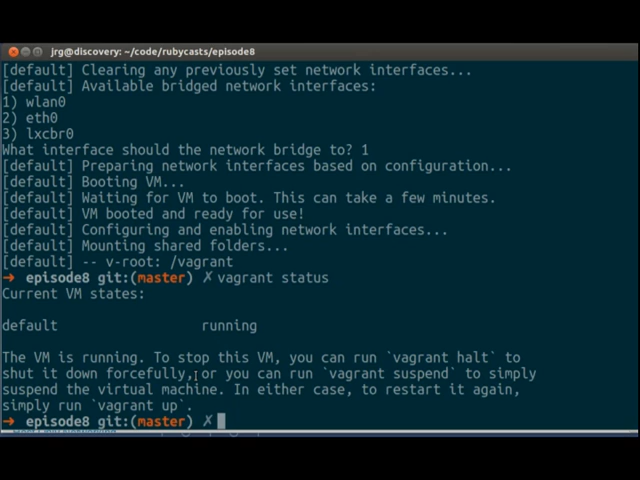 jrg@discovery: ~/code/rubycasts/episode8
[default] Clearing any previously set network interfaces...
[default] Available bridged network interfaces:
1) wlan0
2) eth0
3) lxcbr0
What interface should the network bridge to? 1
[default] Preparing network interfaces based on configuration...
[default] Booting VM...
[default] Waiting for VM to boot. This can take a few minutes.
[default] VM booted and ready for use!
[default] Configuring and enabling network interfaces...
[default] Mounting shared folders...
[default] -- v-root: /vagrant
➜ episode8 git:(master) ✗ vagrant status
Current VM states:
default running
The VM is running. To stop this VM, you can run `vagrant halt` to
shut it down forcefully, or you can run `vagrant suspend` to simply
suspend the virtual machine. In either case, to restart it again,
simply run `vagrant up`.
➜ episode8 git:(master) ✗